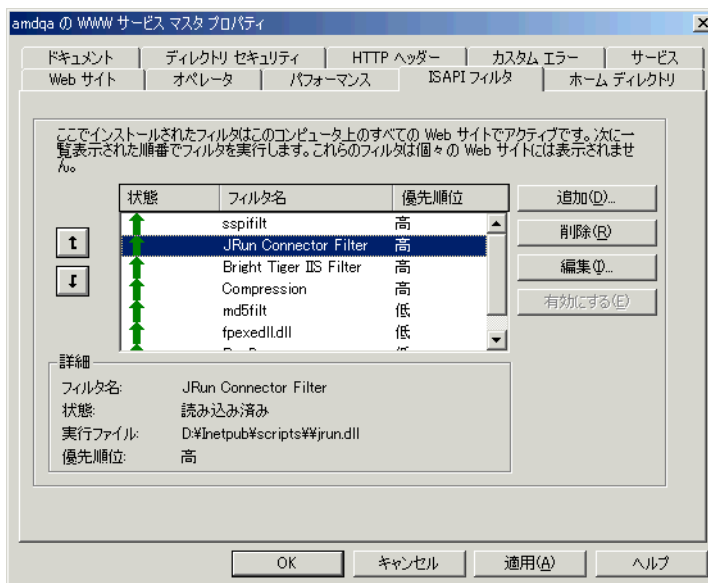 amdqa の WWW サービス マスタ プロパティ
ドキュメント ディレクトリ セキュリティ HTTP ヘッダー カスタム エラー サービス
Web サイト オペレータ パフォーマンス ISAPI フィルタ ホーム ディレクトリ
ここでインストールされたフィルタはこのコンピュータ上のすべての Web サイトでアクティブです。次に一
覧表示された順番でフィルタを実行します。これらのフィルタは個々の Web サイトには表示されませ
ん。
状態 フィルタ名 優先順位
sspifilt 高
JRun Connector Filter 高
Bright Tiger IIS Filter 高
Compression 高
md5filt 低
fpexedll.dll 低
追加(D)...
削除(R)
編集(I)...
有効にする(E)
詳細
フィルタ名: JRun Connector Filter
状態: 読み込み済み
実行ファイル: D:¥Inetpub¥scripts¥¥jrun.dll
優先順位: 高
OK キャンセル 適用(A) ヘルプ